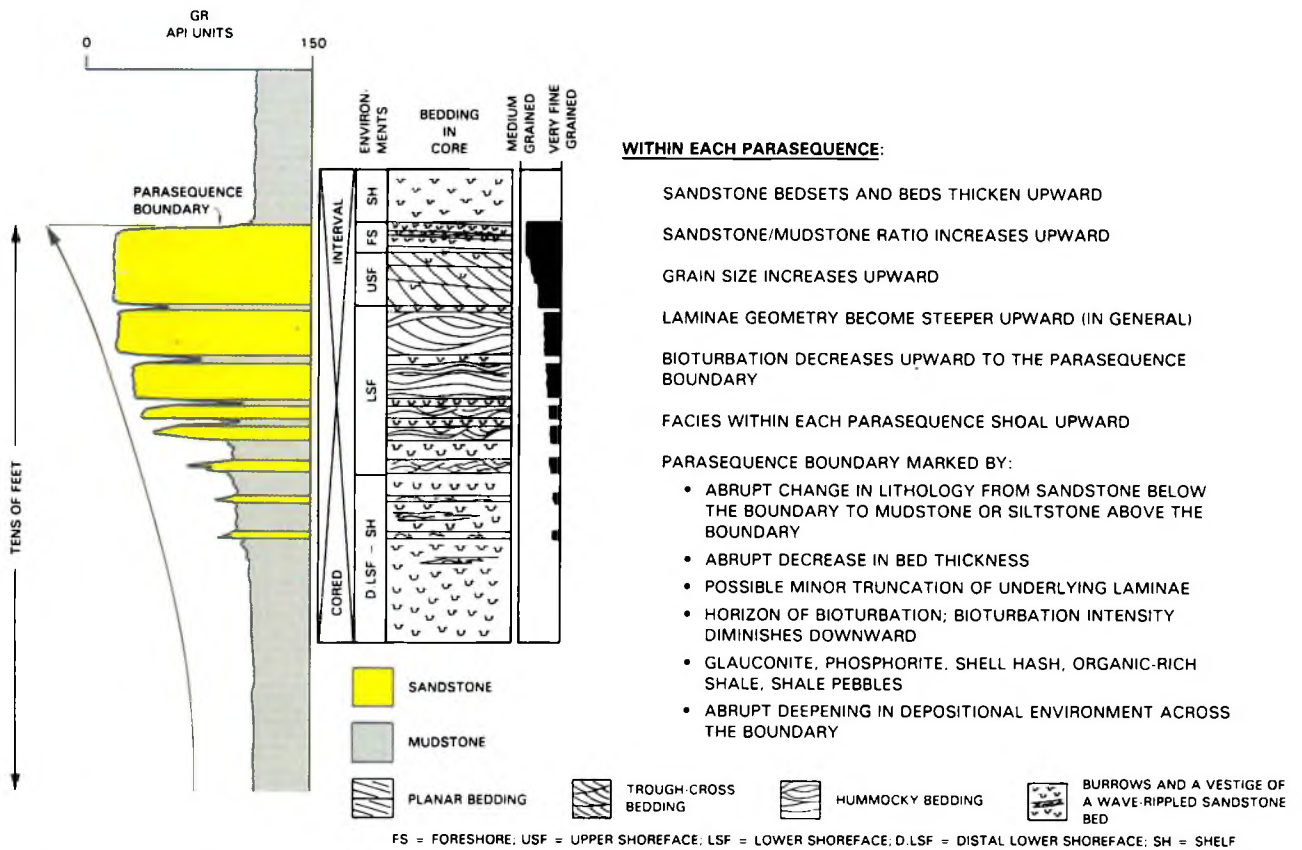 GR
API UNITS
0
150
PARASEQUENCE
BOUNDARY
TENS OF FEET
INTERVAL
CORED
ENVIRON-
MENTS
SH
FS
USF
LSF
D.LSF – SH
BEDDING
IN
CORE
MEDIUM
GRAINED
VERY FINE
GRAINED
SANDSTONE
MUDSTONE
WITHIN EACH PARASEQUENCE:
SANDSTONE BEDSETS AND BEDS THICKEN UPWARD
SANDSTONE/MUDSTONE RATIO INCREASES UPWARD
GRAIN SIZE INCREASES UPWARD
LAMINAE GEOMETRY BECOME STEEPER UPWARD (IN GENERAL)
BIOTURBATION DECREASES UPWARD TO THE PARASEQUENCE
BOUNDARY
FACIES WITHIN EACH PARASEQUENCE SHOAL UPWARD
PARASEQUENCE BOUNDARY MARKED BY:
• ABRUPT CHANGE IN LITHOLOGY FROM SANDSTONE BELOW
THE BOUNDARY TO MUDSTONE OR SILTSTONE ABOVE THE
BOUNDARY
• ABRUPT DECREASE IN BED THICKNESS
• POSSIBLE MINOR TRUNCATION OF UNDERLYING LAMINAE
• HORIZON OF BIOTURBATION; BIOTURBATION INTENSITY
DIMINISHES DOWNWARD
• GLAUCONITE, PHOSPHORITE, SHELL HASH, ORGANIC-RICH
SHALE, SHALE PEBBLES
• ABRUPT DEEPENING IN DEPOSITIONAL ENVIRONMENT ACROSS
THE BOUNDARY
PLANAR BEDDING
TROUGH-CROSS
BEDDING
HUMMOCKY BEDDING
BURROWS AND A VESTIGE OF
A WAVE-RIPPLED SANDSTONE
BED
FS = FORESHORE; USF = UPPER SHOREFACE; LSF = LOWER SHOREFACE; D.LSF = DISTAL LOWER SHOREFACE; SH = SHELF